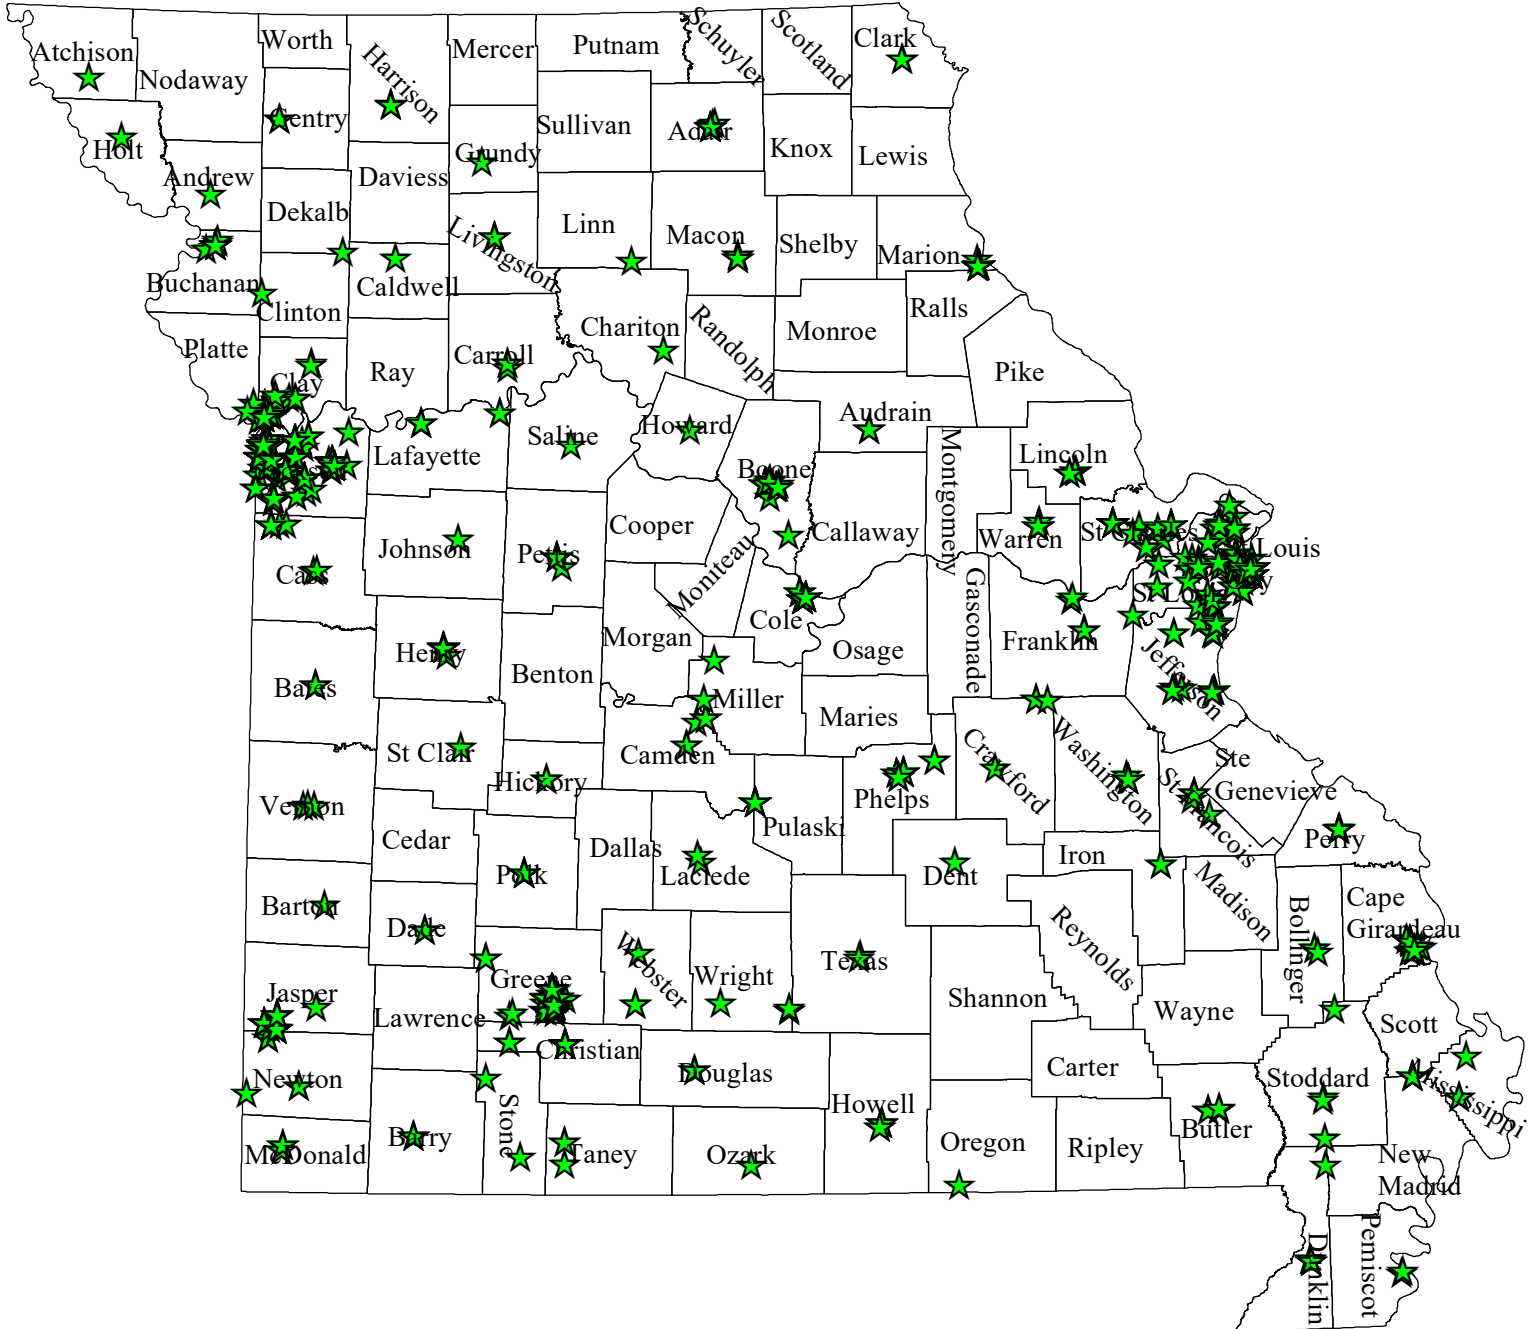 Atchison
Nodaway
Worth
Harrison
Mercer
Putnam
Schuyler
Scotland
Clark
Holt
Gentry
Grundy
Sullivan
Adair
Knox
Lewis
Andrew
Dekalb
Daviess
Livingston
Linn
Macon
Shelby
Marion
Buchanan
Clinton
Caldwell
Chariton
Randolph
Monroe
Ralls
Pike
Platte
Clay
Ray
Carroll
Howard
Audrain
Lafayette
Saline
Boone
Montgomery
Lincoln
Cooper
Moniteau
Callaway
Warren
St Charles
St Louis
Johnson
Pettis
Cass
Cole
Gasconade
Franklin
Osage
Jefferson
Henry
Morgan
Benton
Bates
Miller
Maries
St Clair
Camden
Hickory
Crawford
Washington
Ste
Genevieve
St Francois
Vernon
Cedar
Dallas
Laclede
Pulaski
Phelps
Dent
Iron
Perry
Polk
Barton
Dade
Webster
Wright
Texas
Reynolds
Madison
Bollinger
Cape
Girardeau
Jasper
Lawrence
Greene
Shannon
Wayne
Scott
Christian
Douglas
Newton
Stone
Howell
Carter
Stoddard
Mississippi
McDonald
Barry
Taney
Ozark
Oregon
Ripley
Butler
New
Madrid
Dunklin
Pemiscot